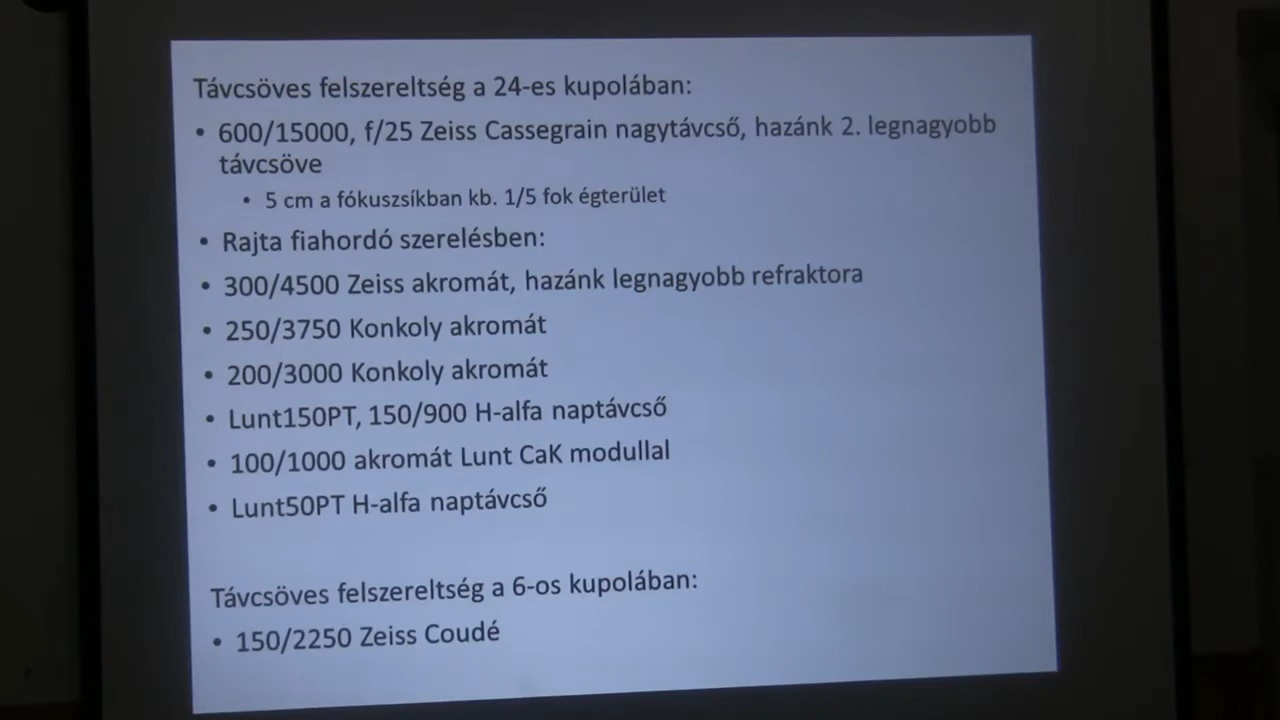 Távcsöves felszereltség a 24-es kupolában:
• 600/15000, f/25 Zeiss Cassegrain nagytávcső, hazánk 2. legnagyobb
távcsöve
• 5 cm a fókuszsíkban kb. 1/5 fok égterület
• Rajta fiahordó szerelésben:
• 300/4500 Zeiss akromát, hazánk legnagyobb refraktora
• 250/3750 Konkoly akromát
• 200/3000 Konkoly akromát
• Lunt150PT, 150/900 H-alfa naptávcső
• 100/1000 akromát Lunt CaK modullal
• Lunt50PT H-alfa naptávcső
Távcsöves felszereltség a 6-os kupolában:
• 150/2250 Zeiss Coudé